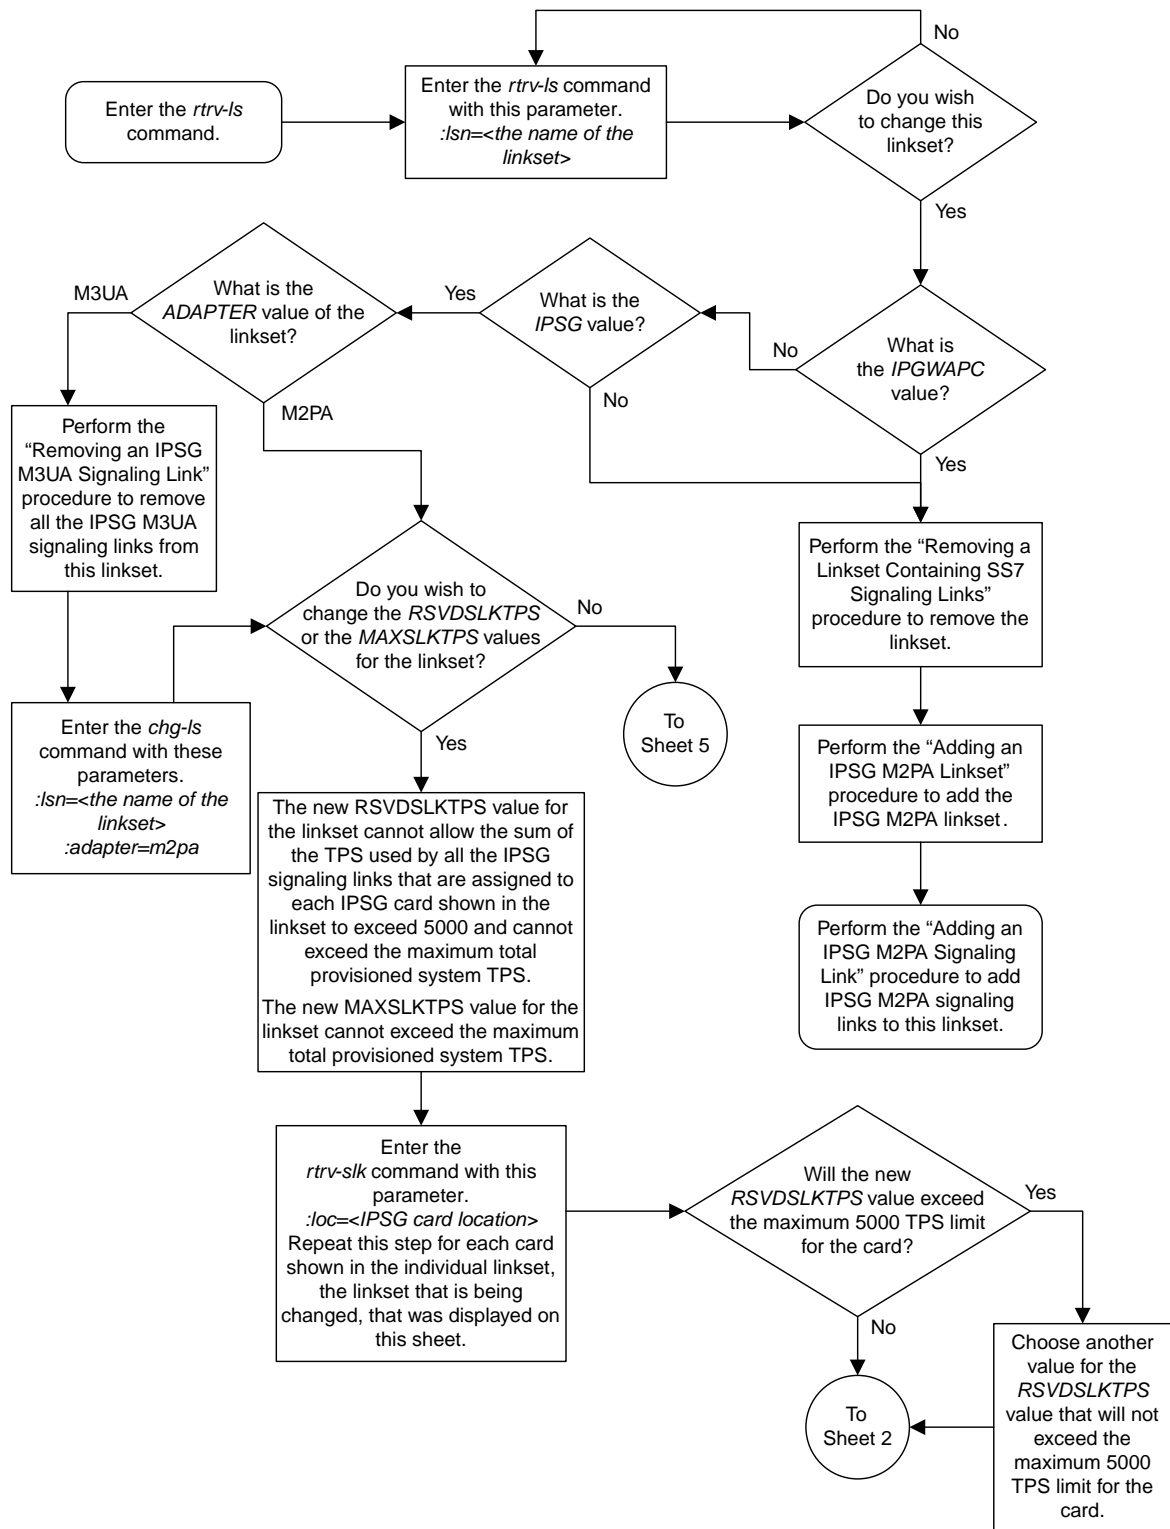 No
Enter the rtrv-ls
command.
Enter the rtrv-ls command
with this parameter.
:lsn=<the name of the
linkset>
Do you wish
to change this
linkset?
Yes
M3UA
What is the
ADAPTER value of the
linkset?
Yes
What is the
IPSG value?
No
What is
the IPGWAPC
value?
M2PA
No
Yes
Perform the
“Removing an IPSG
M3UA Signaling Link”
procedure to remove
all the IPSG M3UA
signaling links from
this linkset.
Perform the “Removing a
Linkset Containing SS7
Signaling Links”
procedure to remove the
linkset.
Do you wish to
change the RSVDSLKTPS
or the MAXSLKTPS values
for the linkset?
No
To
Sheet 5
Yes
Enter the chg-ls
command with these
parameters.
:lsn=<the name of the
linkset>
:adapter=m2pa
Perform the “Adding an
IPSG M2PA Linkset”
procedure to add the
IPSG M2PA linkset.
The new RSVDSLKTPS value for
the linkset cannot allow the sum of
the TPS used by all the IPSG
signaling links that are assigned to
each IPSG card shown in the
linkset to exceed 5000 and cannot
exceed the maximum total
provisioned system TPS.
The new MAXSLKTPS value for the
linkset cannot exceed the maximum
total provisioned system TPS.
Perform the “Adding an
IPSG M2PA Signaling
Link” procedure to add
IPSG M2PA signaling
links to this linkset.
Enter the
rtrv-slk command with this
parameter.
:loc=<IPSG card location>
Repeat this step for each card
shown in the individual linkset,
the linkset that is being
changed, that was displayed on
this sheet.
Will the new
RSVDSLKTPS value exceed
the maximum 5000 TPS limit
for the card?
Yes
No
To
Sheet 2
Choose another
value for the
RSVDSLKTPS
value that will not
exceed the
maximum 5000
TPS limit for the
card.